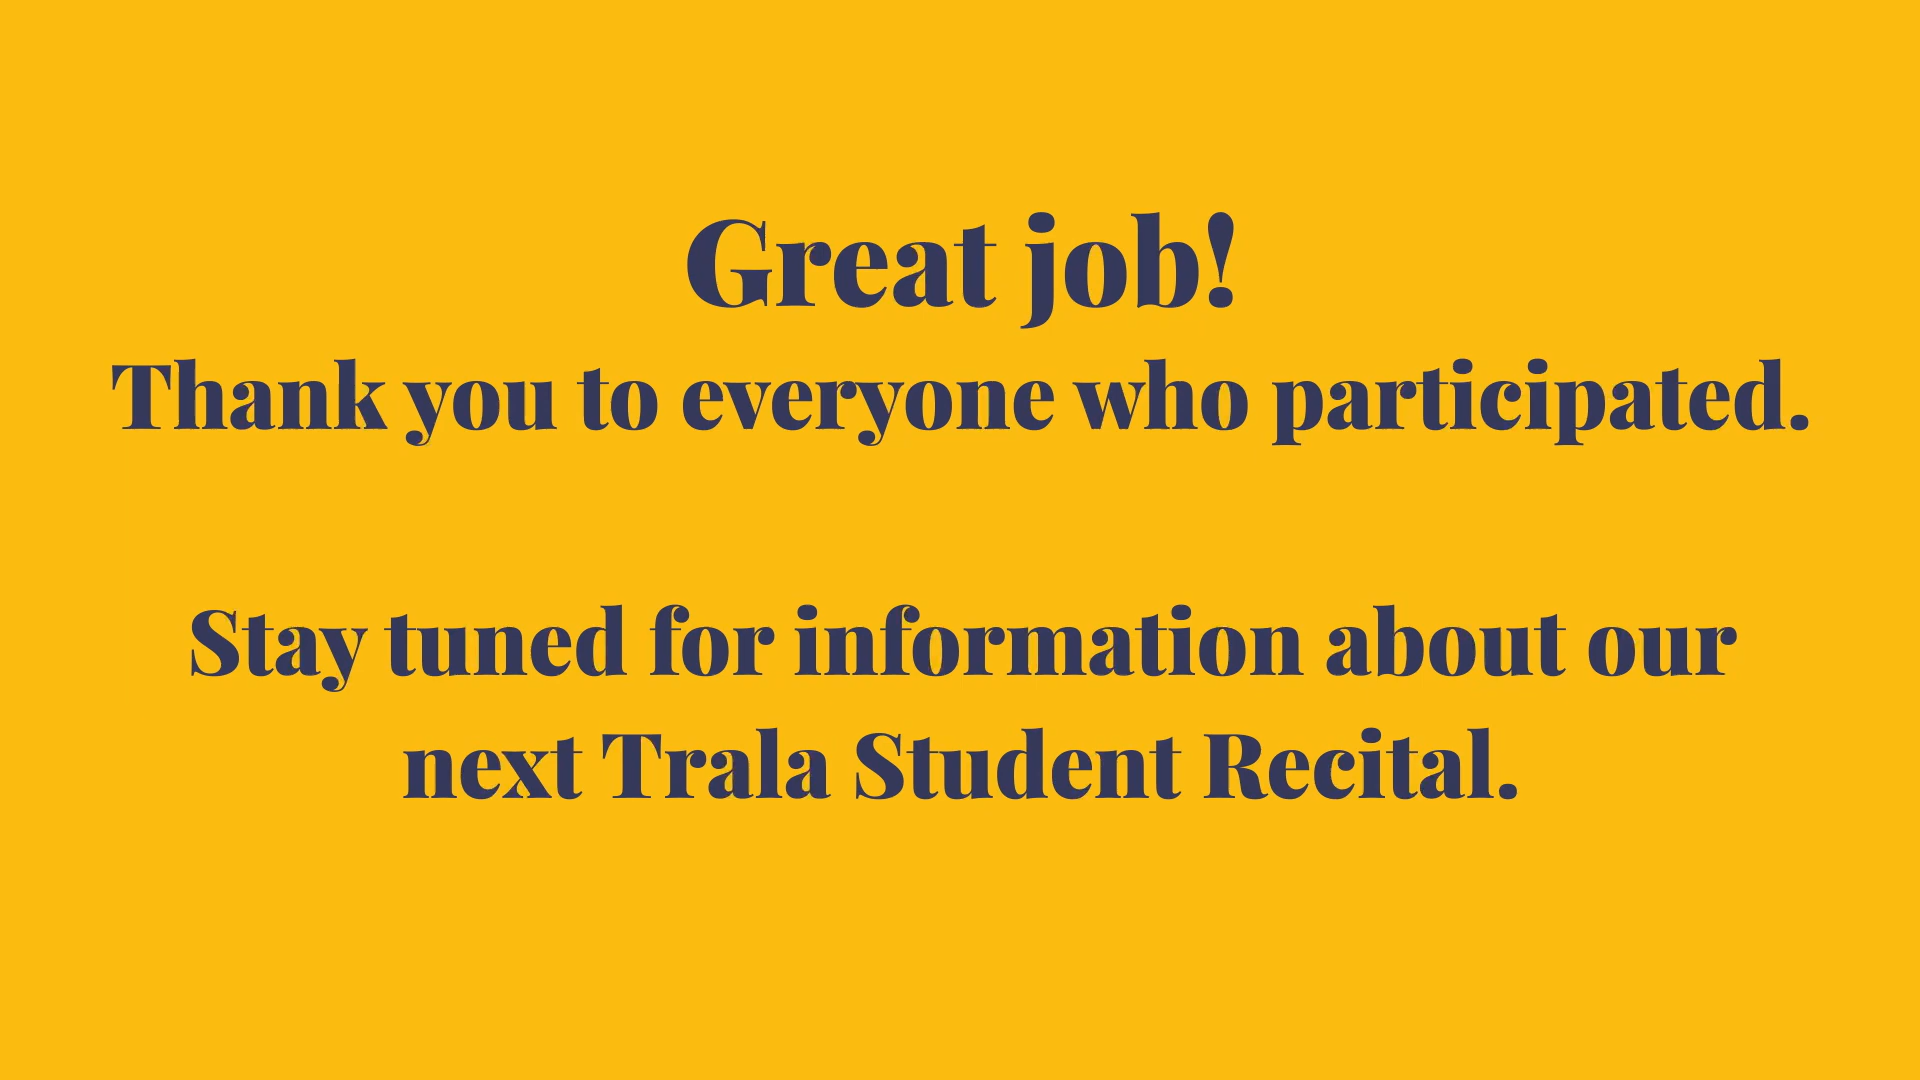 Great job!
Thank you to everyone who participated.
Stay tuned for information about our
next Trala Student Recital.